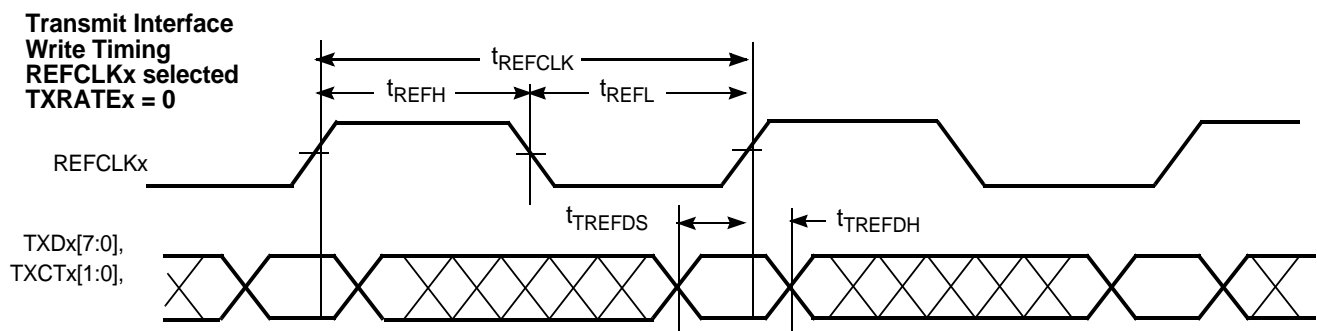 Transmit Interface
Write Timing
REFCLKx selected
TXRATEx = 0
tREFCLK
tREFH
tREFL
REFCLKx
tTREFDS
tTREFDH
TXDx[7:0],
TXCTx[1:0],